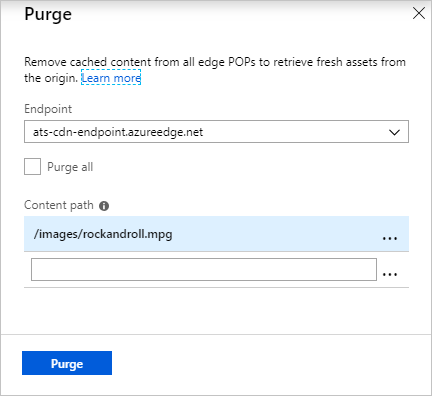 Purge
Remove cached content from all edge POPs to retrieve fresh assets from
the origin. Learn more
Endpoint
ats-cdn-endpoint.azureedge.net
Purge all
Content path
/images/rockandroll.mpg
...
...
Purge